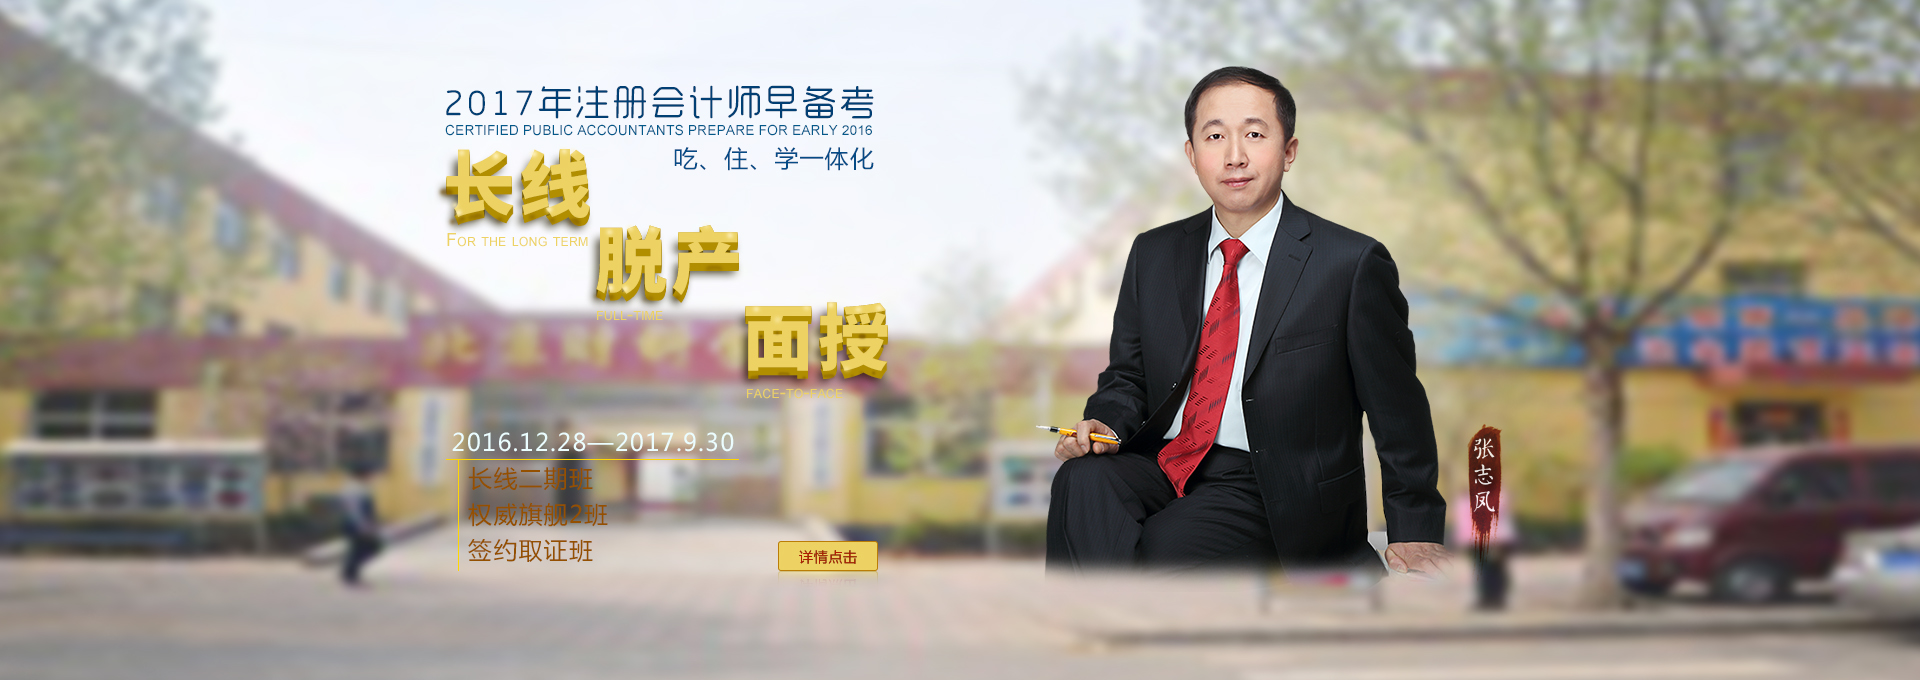 2017年注册会计师早备考
CERTIFIED PUBLIC ACCOUNTANTS PREPARE FOR EARLY 2016
吃、住、学一体化
长线
FOR THE LONG TERM
脱产
FULL-TIME
面授
FACE-TO-FACE
2016.12.28—2017.9.30
长线二期班
权威旗舰2班
签约取证班
详情点击
张志凤